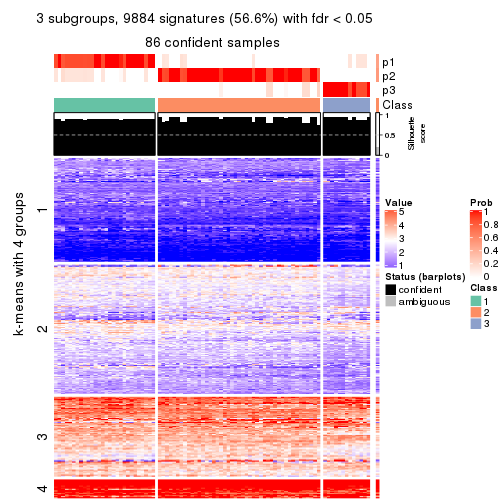 3 subgroups, 9884 signatures (56.6%) with fdr < 0.05
86 confident samples
p1
p2
p3
Class
1
0.5
0
Silhouette
score
k-means with 4 groups
1
2
3
4
Value
5
4
3
2
1
Status (barplots)
confident
ambiguous
Prob
1
0.8
0.6
0.4
0.2
0
Class
1
2
3